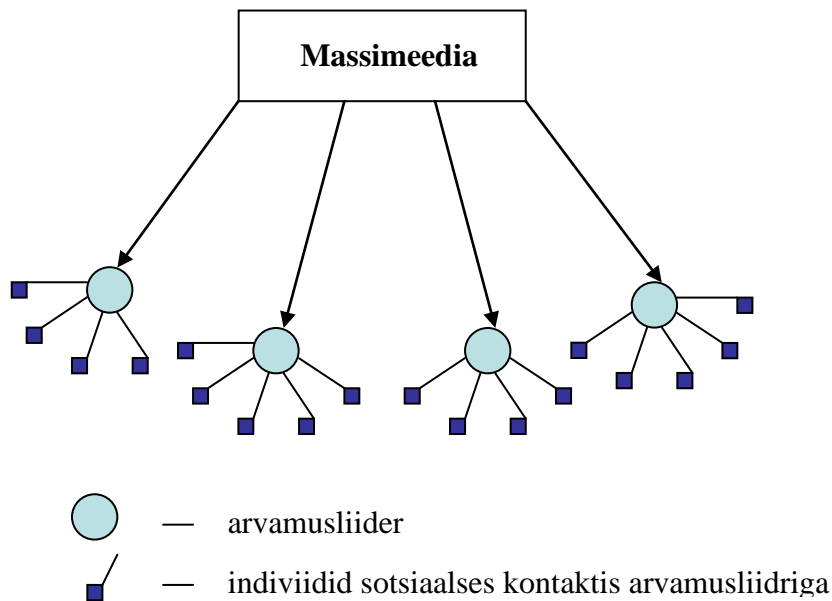 Massimeedia
— arvamusliider
— indiviidid sotsiaalses kontaktis arvamusliidriga